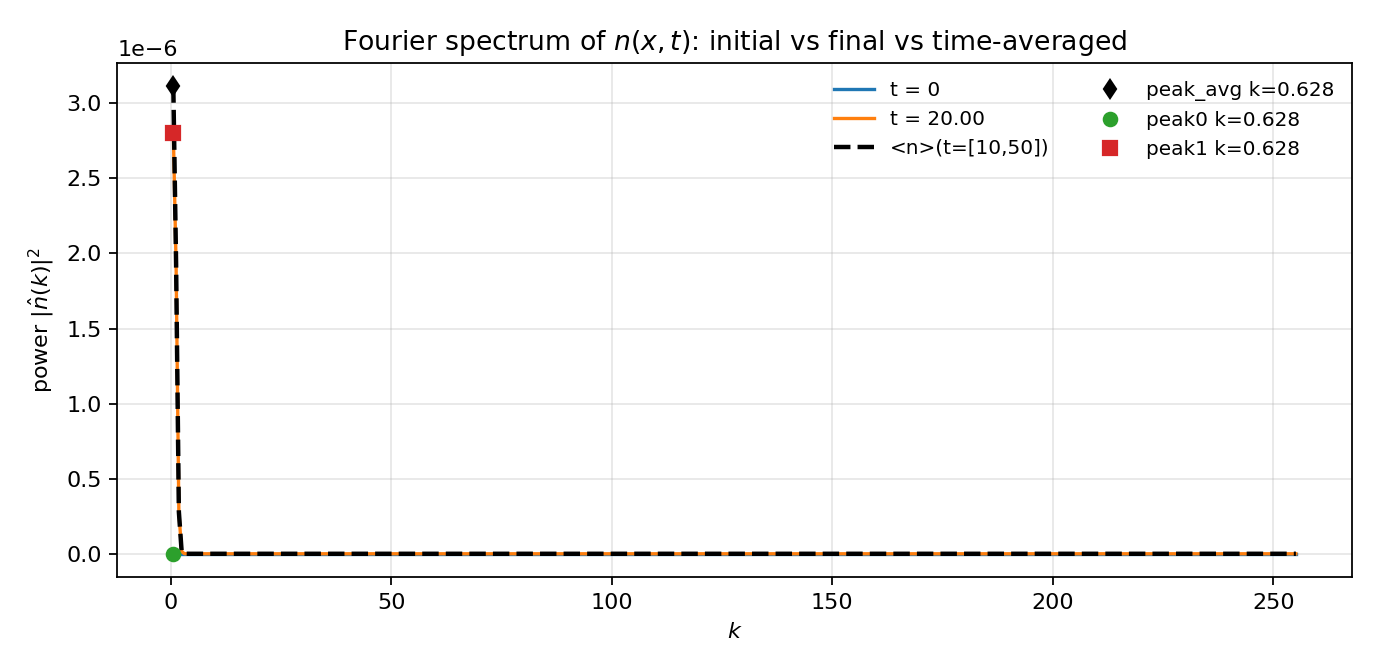 Fourier spectrum of n(x, t): initial vs final vs time-averaged
1e−6
3.0
2.5
2.0
1.5
1.0
0.5
0.0
power |n̂(k)|²
0 50 100 150 200 250
k
t = 0
t = 20.00
<n>(t=[10,50])
peak_avg k=0.628
peak0 k=0.628
peak1 k=0.628